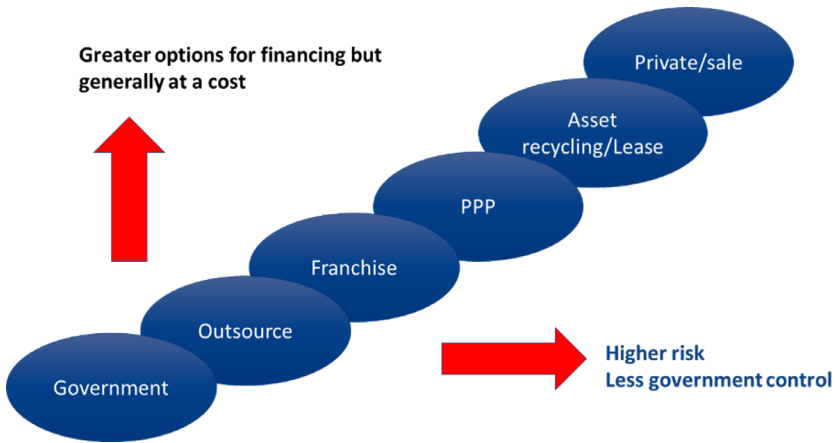 Greater options for financing but
generally at a cost
Private/sale
Asset
recycling/Lease
PPP
Franchise
Outsource
Government
Higher risk
Less government control